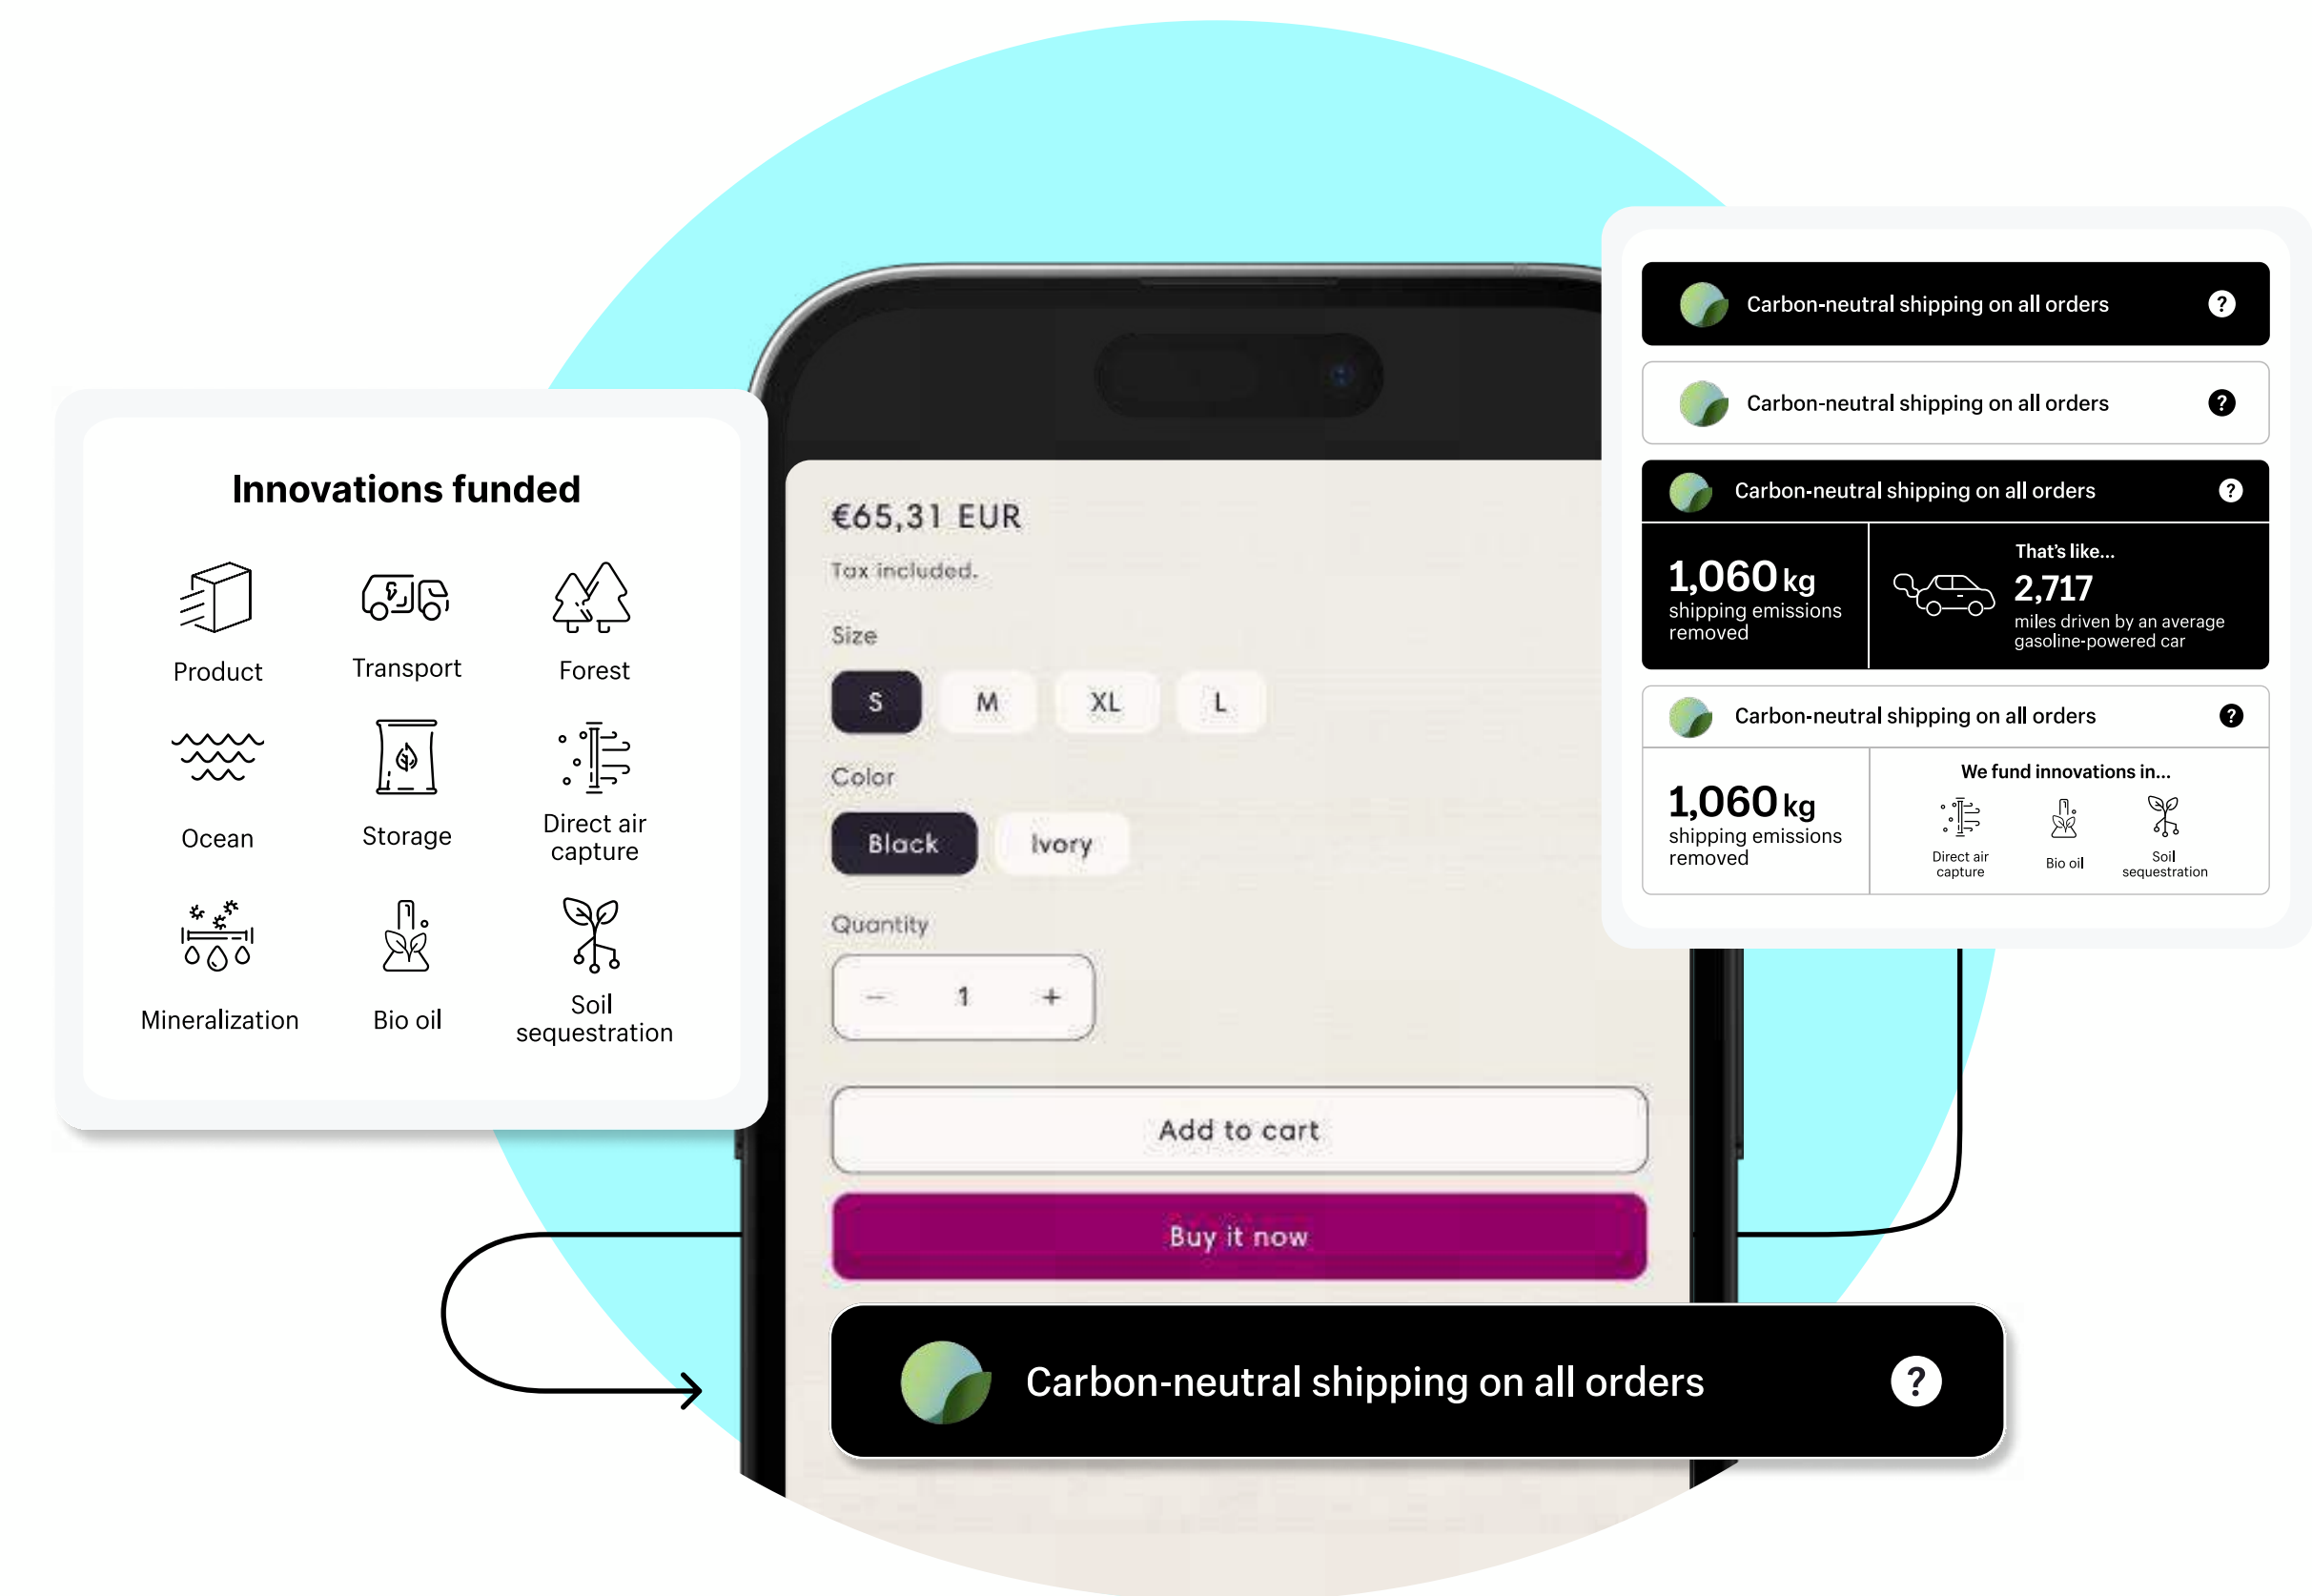 Innovations funded
Product
Transport
Forest
Ocean
Storage
Direct air
capture
Mineralization
Bio oil
Soil
sequestration
€65,31 EUR
Tax included.
Size
S M XL L
Color
Black Ivory
Quantity
− 1 +
Add to cart
Buy it now
Carbon-neutral shipping on all orders ?
Carbon-neutral shipping on all orders ?
Carbon-neutral shipping on all orders ?
Carbon-neutral shipping on all orders ?
1,060 kg
shipping emissions
removed
That's like...
2,717
miles driven by an average
gasoline-powered car
Carbon-neutral shipping on all orders ?
1,060 kg
shipping emissions
removed
We fund innovations in...
Direct air
capture
Bio oil
Soil
sequestration